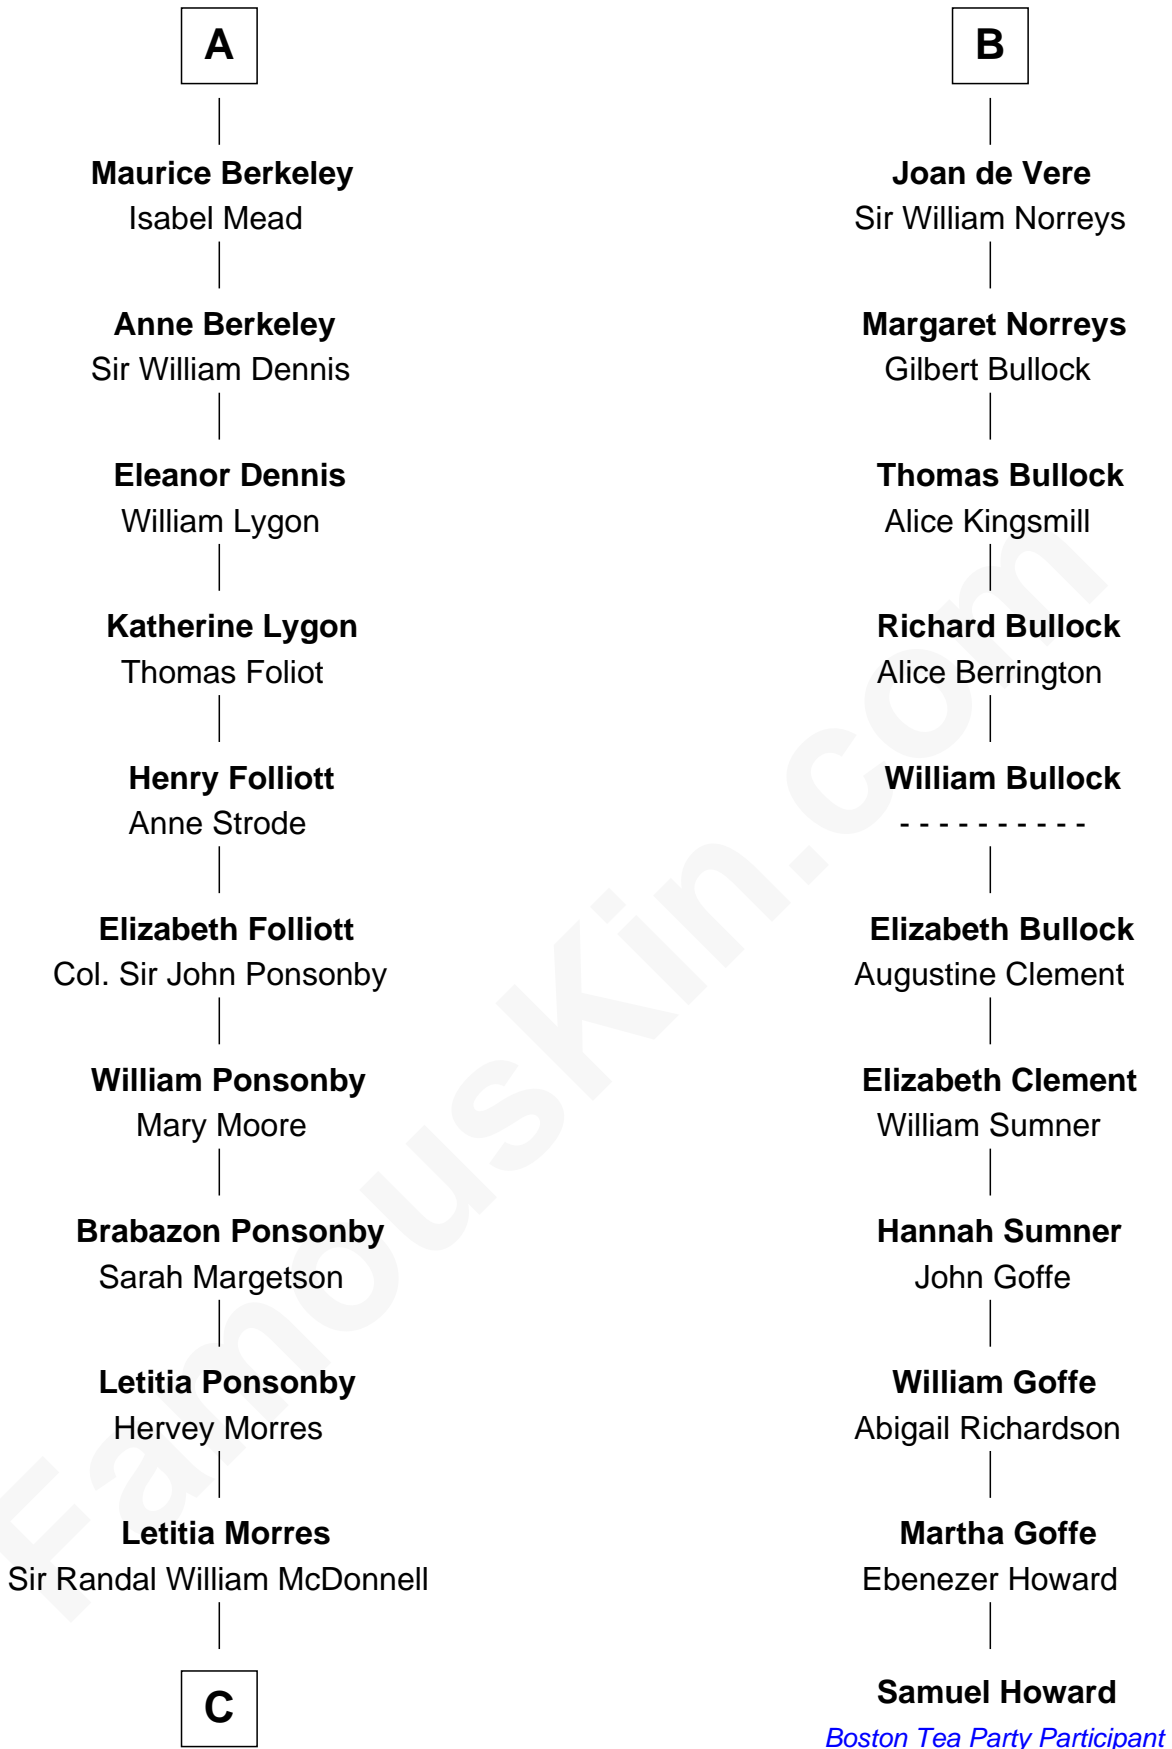 A
Maurice Berkeley
Isabel Mead
Anne Berkeley
Sir William Dennis
Eleanor Dennis
William Lygon
Katherine Lygon
Thomas Foliot
Henry Folliott
Anne Strode
Elizabeth Folliott
Col. Sir John Ponsonby
William Ponsonby
Mary Moore
Brabazon Ponsonby
Sarah Margetson
Letitia Ponsonby
Hervey Morres
Letitia Morres
Sir Randal William McDonnell
C
B
Joan de Vere
Sir William Norreys
Margaret Norreys
Gilbert Bullock
Thomas Bullock
Alice Kingsmill
Richard Bullock
Alice Berrington
William Bullock
- - - - - - - - - -
Elizabeth Bullock
Augustine Clement
Elizabeth Clement
William Sumner
Hannah Sumner
John Goffe
William Goffe
Abigail Richardson
Martha Goffe
Ebenezer Howard
Samuel Howard
Boston Tea Party Participant
FamousKin.com